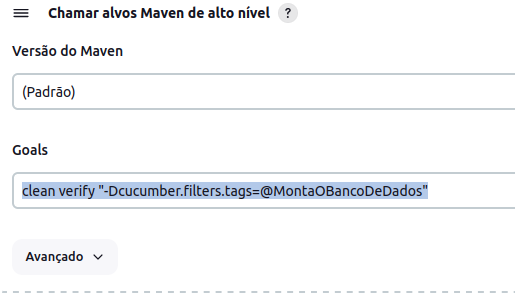 Chamar alvos Maven de alto nível ?
Versão do Maven
(Padrão)
Goals
clean verify "-Dcucumber.filters.tags=@MontaOBancoDeDados"
Avançado